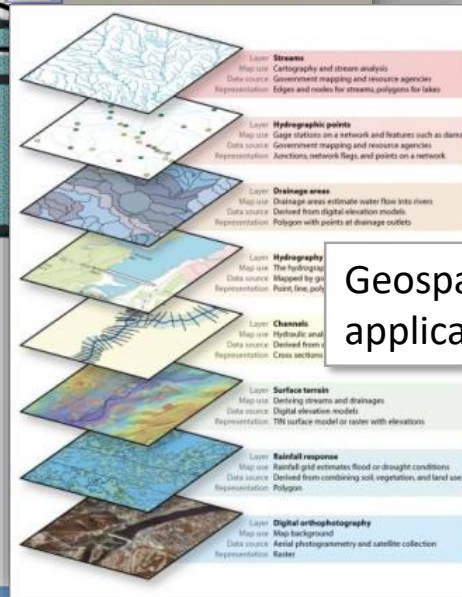 Layer Streams
Map use Cartography and stream analysis
Data source Government mapping and resource agencies
Representation Edges and nodes for streams, polygons for lakes
Layer Hydrographic points
Map use Gage stations on a network and features such as dams
Data source Government mapping and resource agencies
Representation Junctions, network flags, and points on a network
Layer Drainage areas
Map use Drainage areas estimate water flow into rivers
Data source Derived from digital elevation models
Representation Polygon with points at drainage outlets
Layer Hydrography
Map use The hydrograp
Data source Mapped by go
Representation Point, line, poly
Geospa
applica
Layer Channels
Map use Hydraulic anal
Data source Derived from
Representation Cross sections
Layer Surface terrain
Map use Deriving streams and drainages
Data source Digital elevation models
Representation TIN surface model or raster with elevations
Layer Rainfall response
Map use Rainfall grid estimates flood or drought conditions
Data source Derived from combining soil, vegetation, and land use
Representation Polygon
Layer Digital orthophotography
Map use Map background
Data source Aerial photogrammetry and satellite collection
Representation Raster